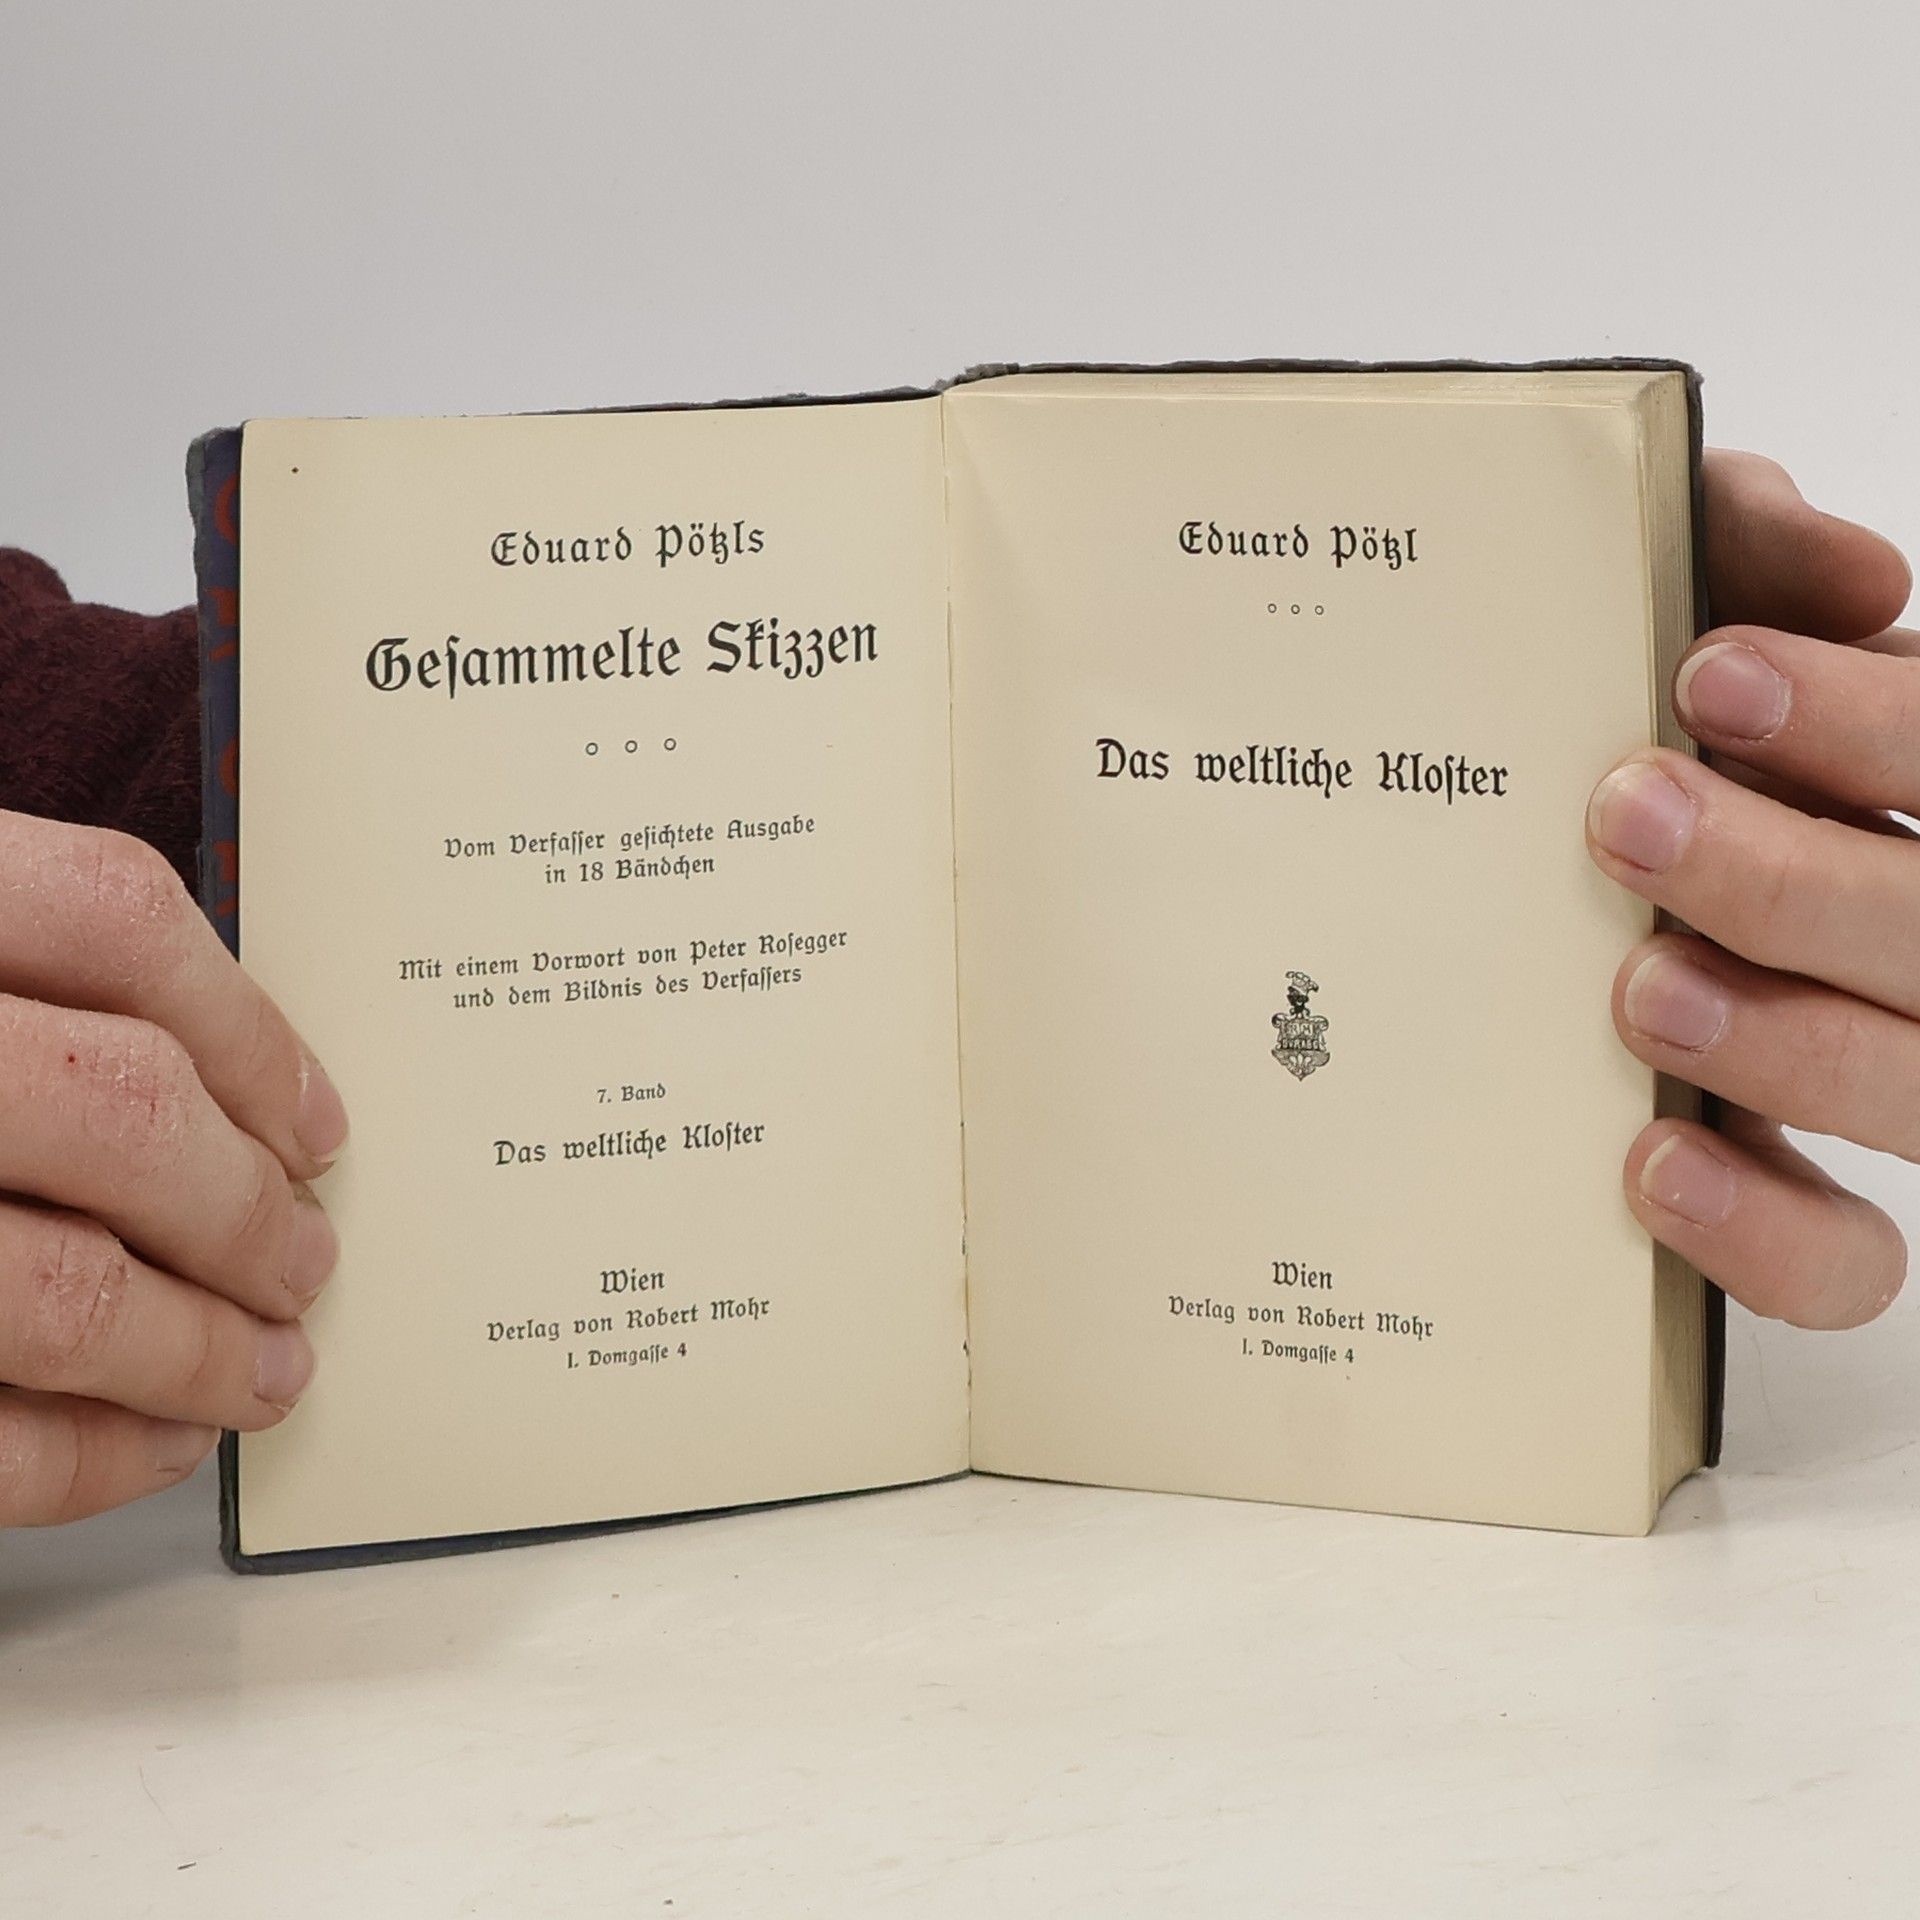 Eduard Pötzls
Gesammelte Skizzen
Vom Verfasser gesichtete Ausgabe
in 18 Bändchen
Mit einem Vorwort von Peter Rosegger
und dem Bildnis des Verfassers
7. Band
Das weltliche Kloster
Wien
Verlag von Robert Mohr
I. Domgasse 4
Eduard Pötzl
Das weltliche Kloster
Wien
Verlag von Robert Mohr
I. Domgasse 4